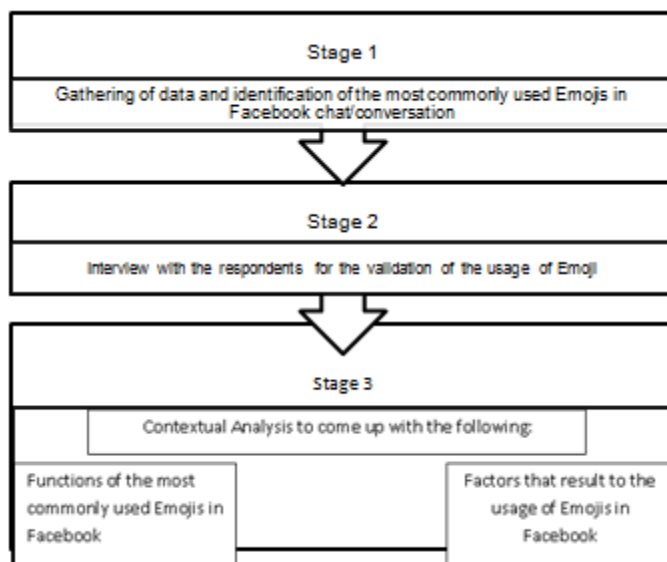 Stage 1
Gathering of data and identification of the most commonly used Emojis in
Facebook chat/conversation
Stage 2
Interview with the respondents for the validation of the usage of Emoji
Stage 3
Contextual Analysis to come up with the following:
Functions of the most
commonly used Emojis in
Facebook
Factors that result to the
usage of Emojis in
Facebook